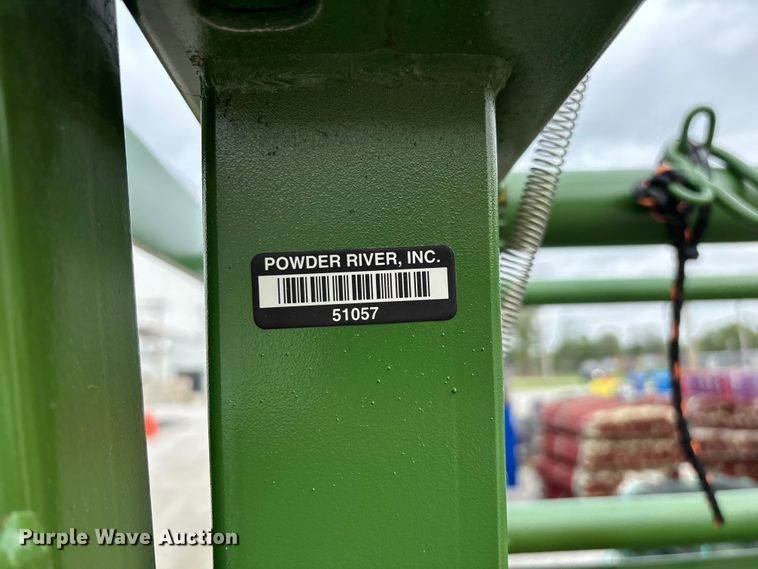 POWDER RIVER, INC.
51057
Purple Wave Auction